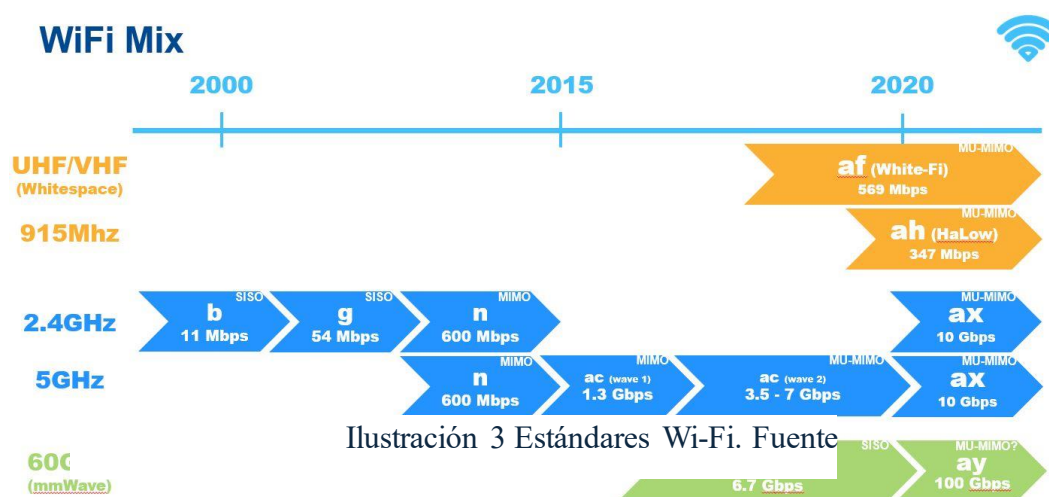 WiFi Mix
2000 2015 2020
UHF/VHF
(Whitespace)
MU-MIMO
af (White-Fi)
569 Mbps
915Mhz
MU-MIMO
ah (HaLow)
347 Mbps
2.4GHz
SISO
b
11 Mbps
SISO
g
54 Mbps
MIMO
n
600 Mbps
MU-MIMO
ax
10 Gbps
5GHz
MIMO
n
600 Mbps
MIMO
ac (wave 1)
1.3 Gbps
MU-MIMO
ac (wave 2)
3.5 - 7 Gbps
MU-MIMO
ax
10 Gbps
Ilustración 3 Estándares Wi-Fi. Fuente
(mmWave)
SISO
6.7 Gbps
MU-MIMO?
ay
100 Gbps